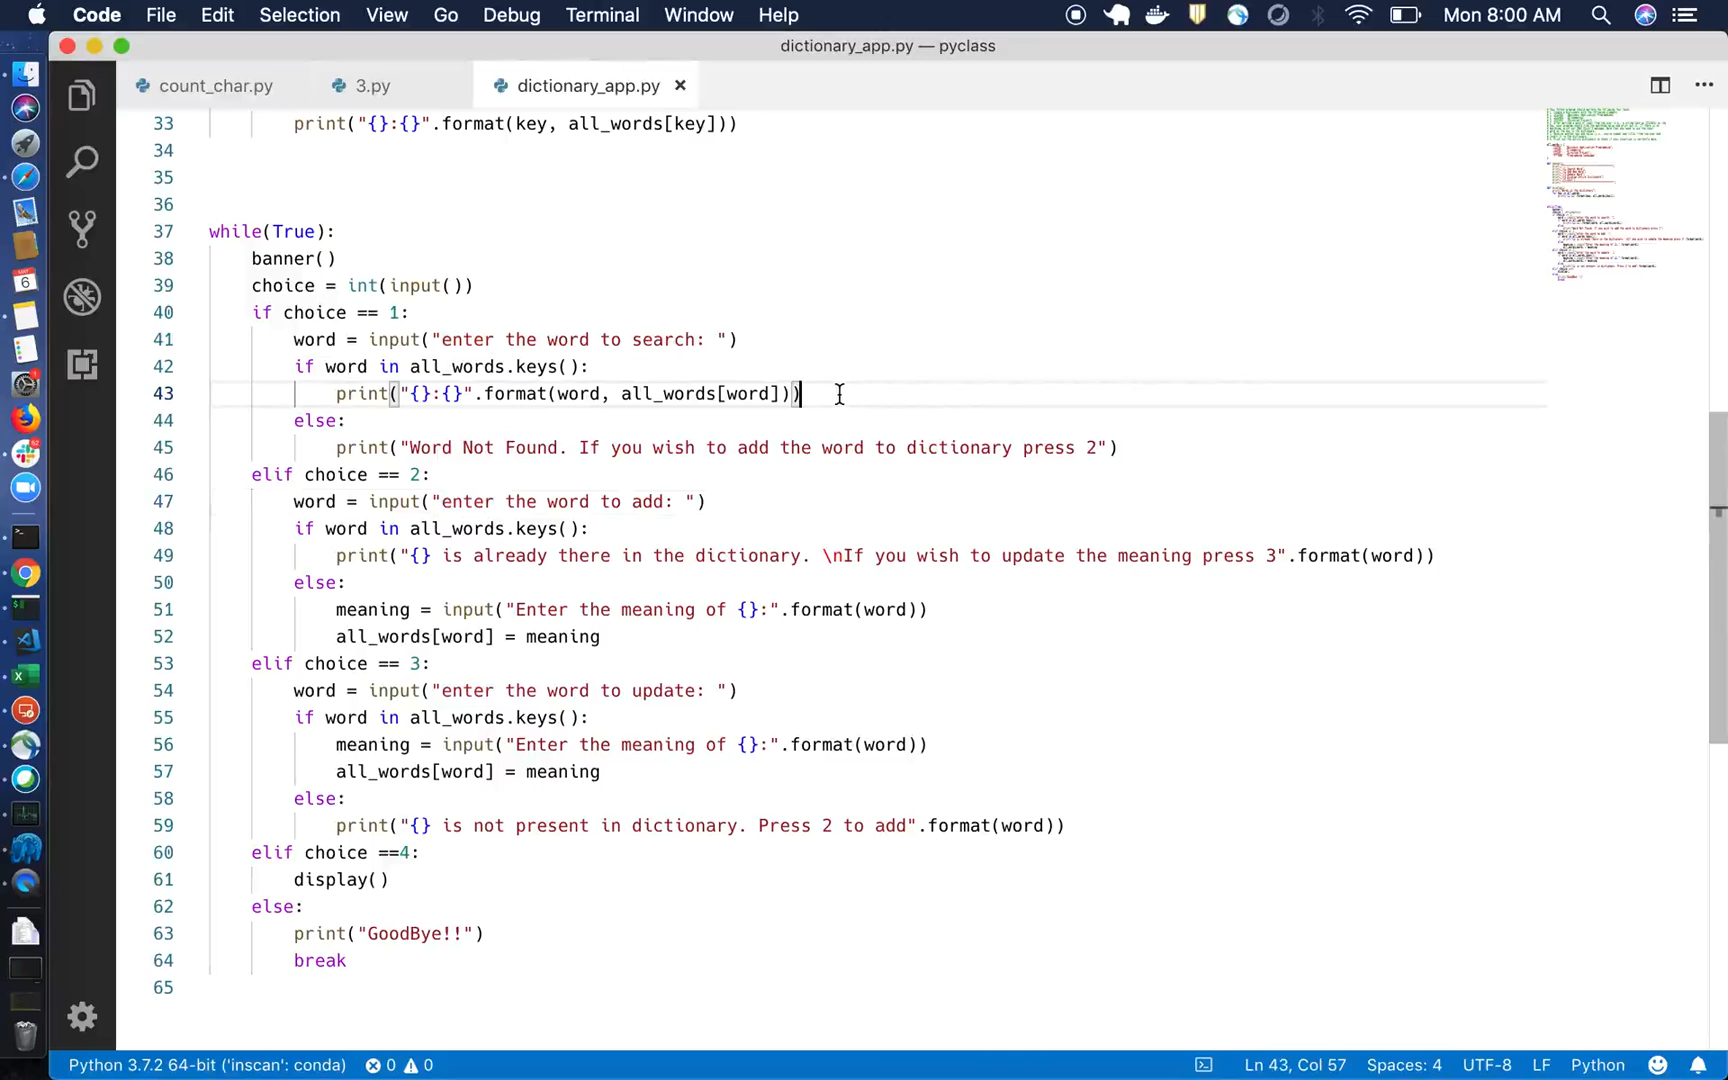 Code File Edit Selection View Go Debug Terminal Window Help Mon 8:00 AM
dictionary_app.py — pyclass
count_char.py 3.py dictionary_app.py
33 print("{}:{}".format(key, all_words[key]))
34
35
36
37 while(True):
38 banner()
39 choice = int(input())
40 if choice == 1:
41 word = input("enter the word to search: ")
42 if word in all_words.keys():
43 print("{}:{}".format(word, all_words[word]))
44 else:
45 print("Word Not Found. If you wish to add the word to dictionary press 2")
46 elif choice == 2:
47 word = input("enter the word to add: ")
48 if word in all_words.keys():
49 print("{} is already there in the dictionary. \nIf you wish to update the meaning press 3".format(word))
50 else:
51 meaning = input("Enter the meaning of {}:".format(word))
52 all_words[word] = meaning
53 elif choice == 3:
54 word = input("enter the word to update: ")
55 if word in all_words.keys():
56 meaning = input("Enter the meaning of {}:".format(word))
57 all_words[word] = meaning
58 else:
59 print("{} is not present in dictionary. Press 2 to add".format(word))
60 elif choice ==4:
61 display()
62 else:
63 print("GoodBye!!")
64 break
65
Python 3.7.2 64-bit ('inscan': conda) 0 0 Ln 43, Col 57 Spaces: 4 UTF-8 LF Python